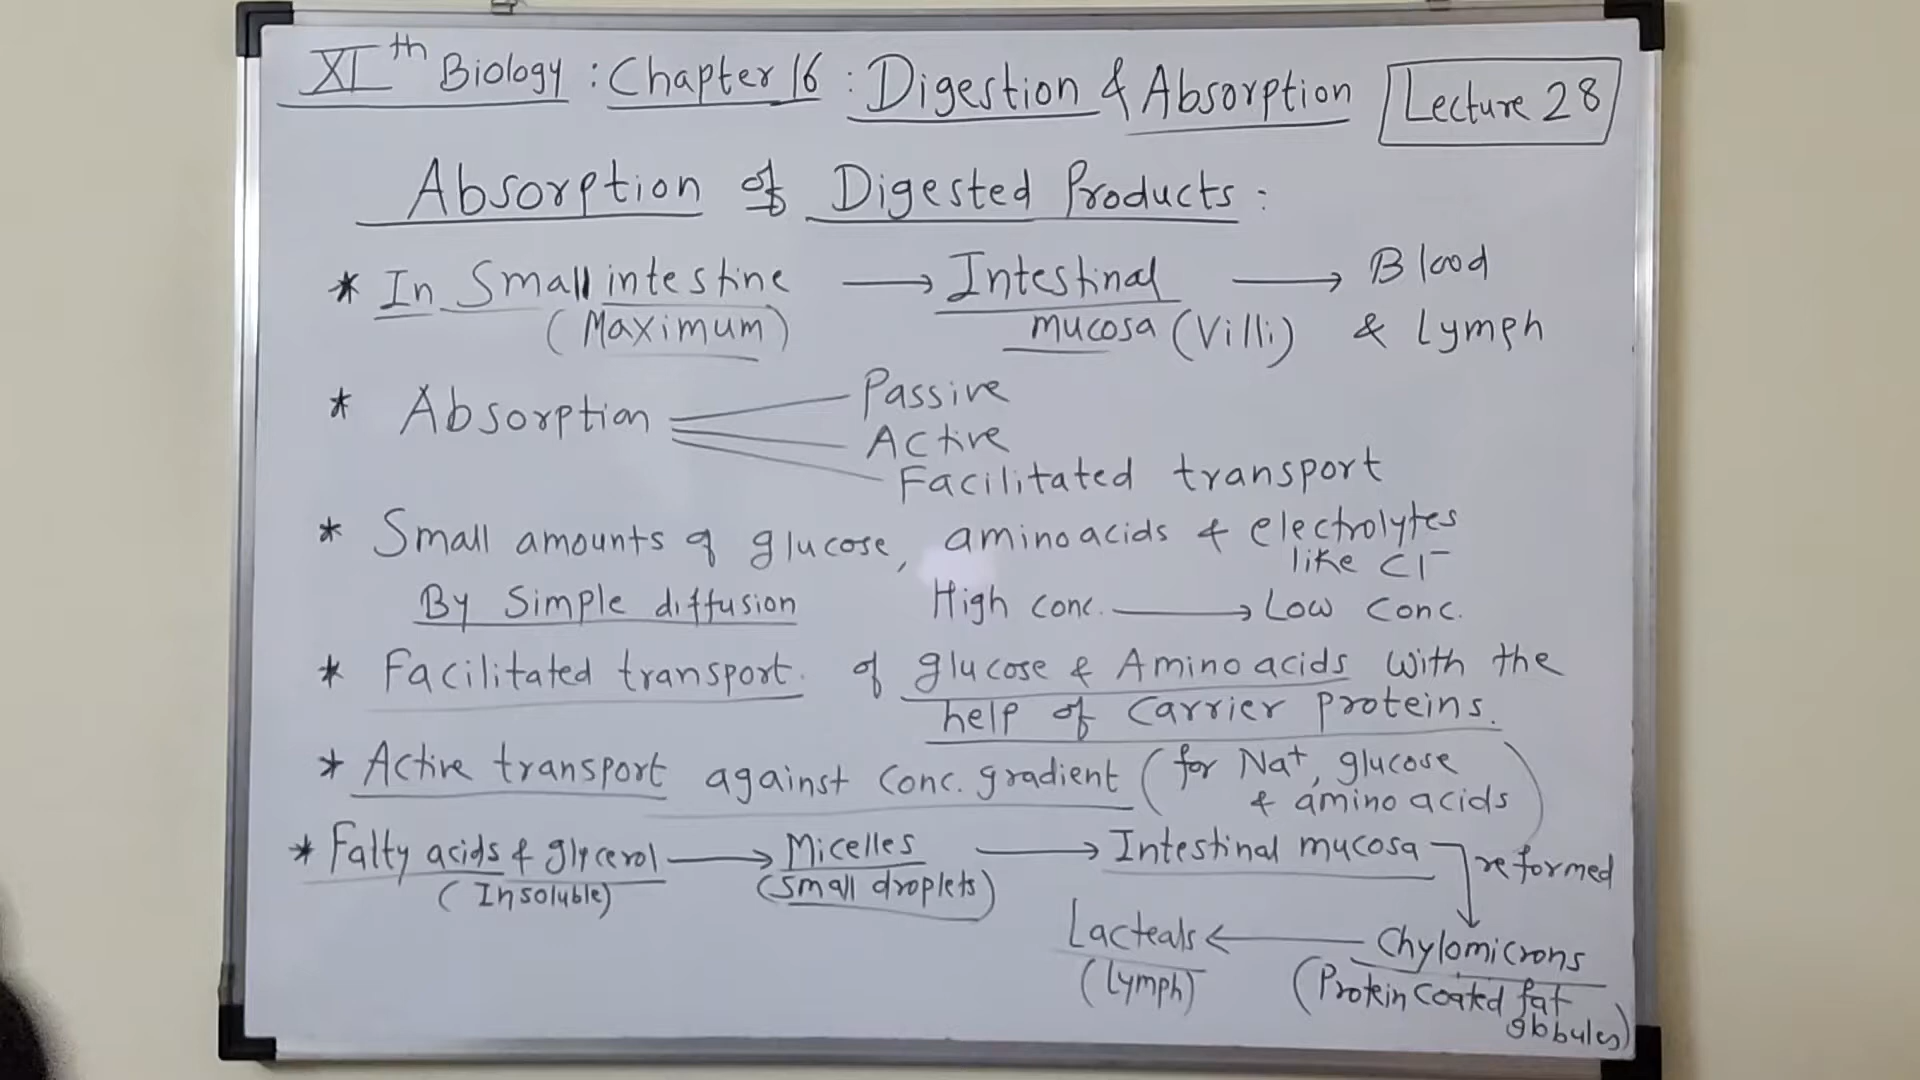 XIth Biology : Chapter 16 : Digestion & Absorption Lecture 28
Absorption of Digested Products :
* In Small intestine → Intestinal → Blood
(Maximum) mucosa (Villi) & Lymph
* Absorption Passive
Active
Facilitated transport
* Small amounts of glucose, aminoacids & electrolytes
like Cl⁻
By Simple diffusion High conc. → Low Conc.
* Facilitated transport. of glucose & Amino acids with the
help of Carrier Proteins.
* Active transport against conc. gradient (for Na⁺, glucose
& amino acids)
* Fatty acids & glycerol → Micelles → Intestinal mucosa reformed
(Insoluble) (Small droplets)
Lacteals ← Chylomicrons
(Lymph) (Protein coated fat
globules)